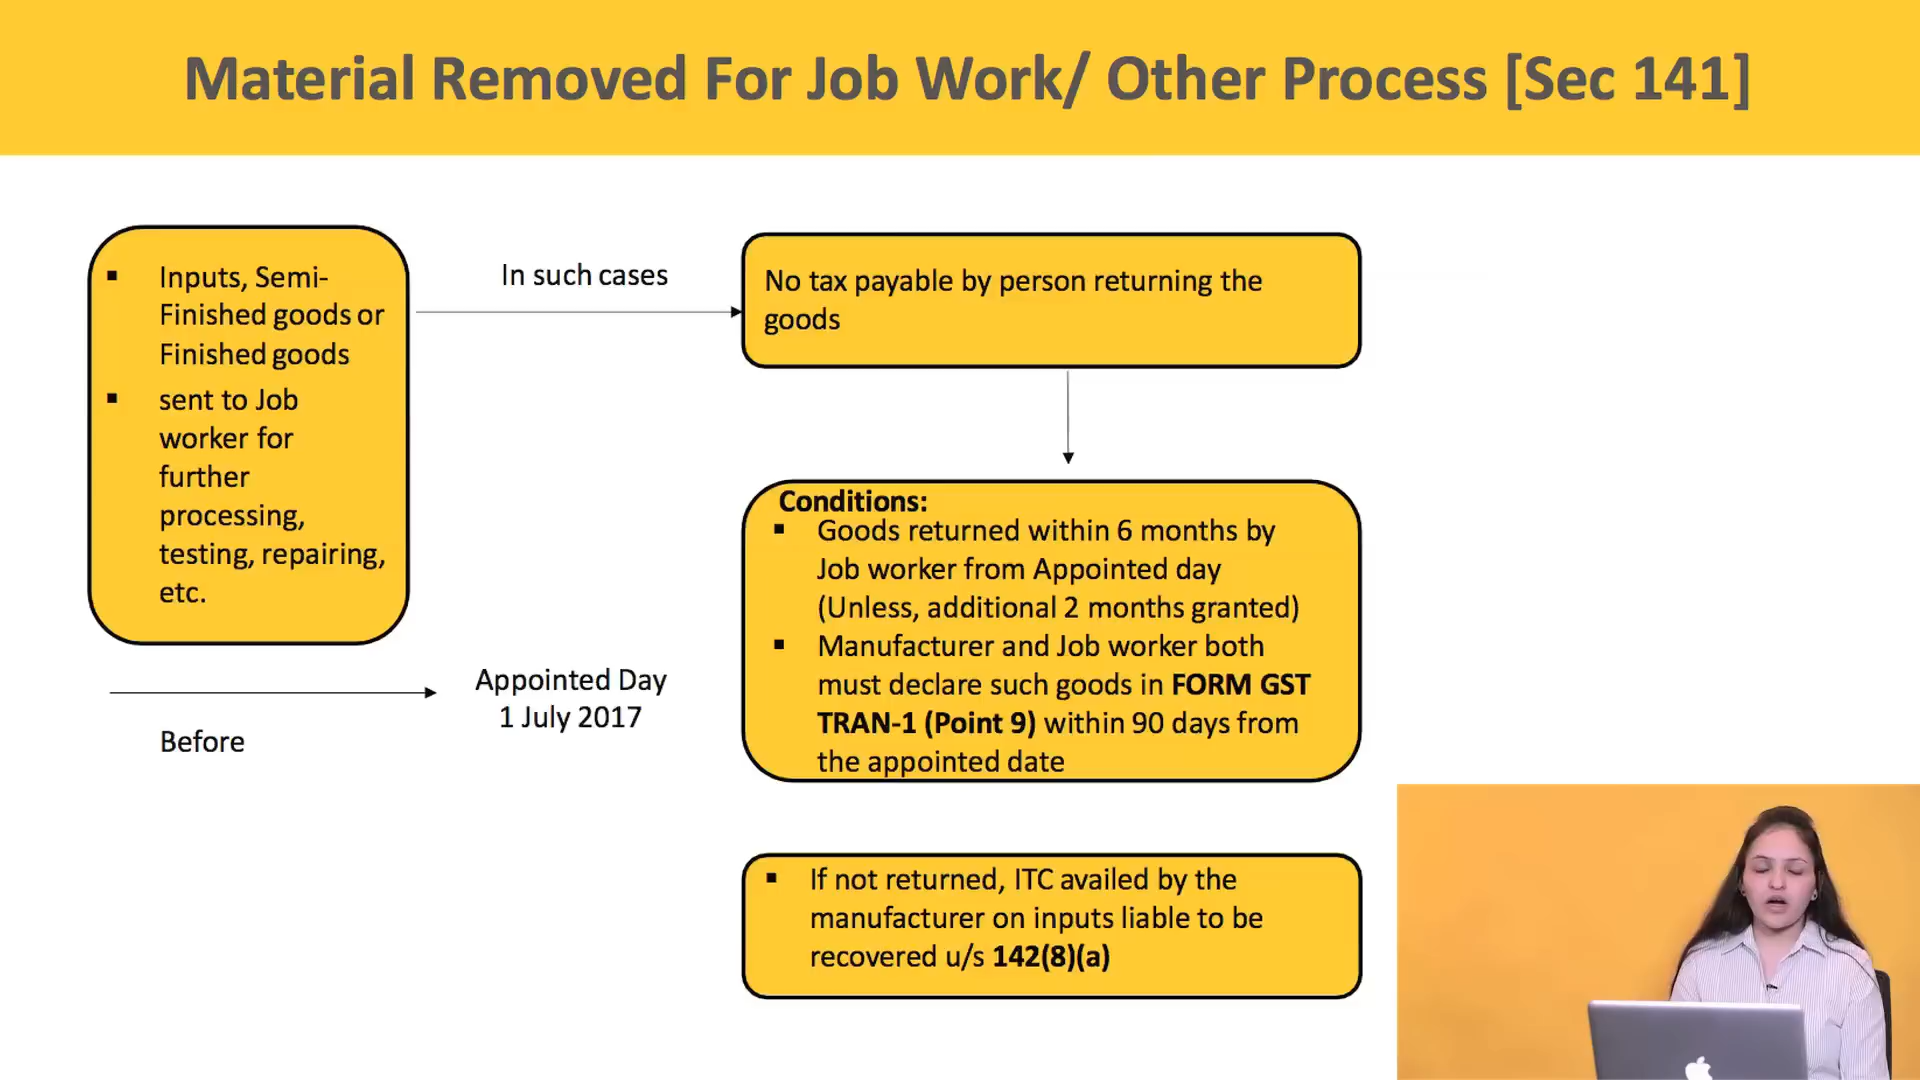 Material Removed For Job Work/ Other Process [Sec 141]
▪ Inputs, Semi-
Finished goods or
Finished goods
▪ sent to Job
worker for
further
processing,
testing, repairing,
etc.
In such cases
No tax payable by person returning the
goods
Conditions:
▪ Goods returned within 6 months by
Job worker from Appointed day
(Unless, additional 2 months granted)
▪ Manufacturer and Job worker both
must declare such goods in FORM GST
TRAN-1 (Point 9) within 90 days from
the appointed date
Before
Appointed Day
1 July 2017
▪ If not returned, ITC availed by the
manufacturer on inputs liable to be
recovered u/s 142(8)(a)